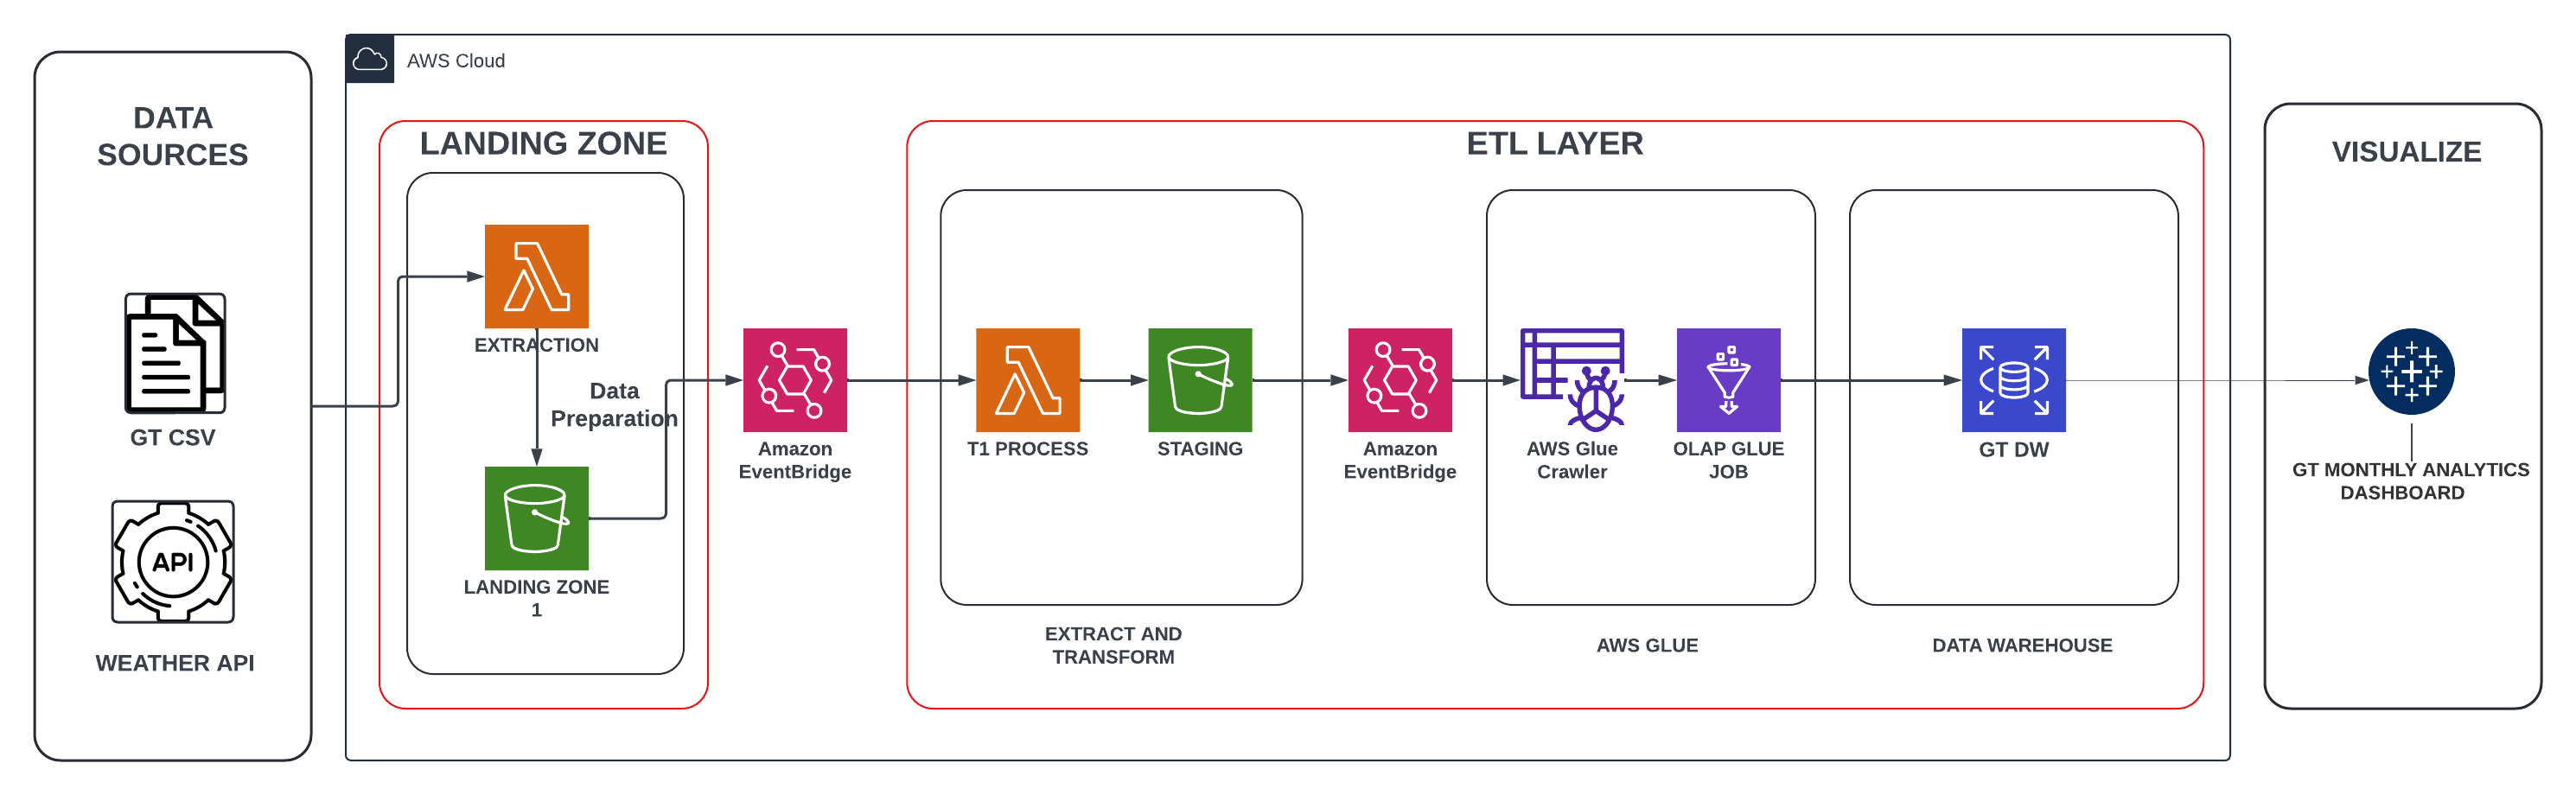 AWS Cloud
DATA
SOURCES
GT CSV
API
WEATHER API
LANDING ZONE
EXTRACTION
Data
Preparation
LANDING ZONE
1
Amazon
EventBridge
ETL LAYER
T1 PROCESS
STAGING
EXTRACT AND
TRANSFORM
Amazon
EventBridge
AWS Glue
Crawler
OLAP GLUE
JOB
AWS GLUE
GT DW
DATA WAREHOUSE
VISUALIZE
GT MONTHLY ANALYTICS
DASHBOARD